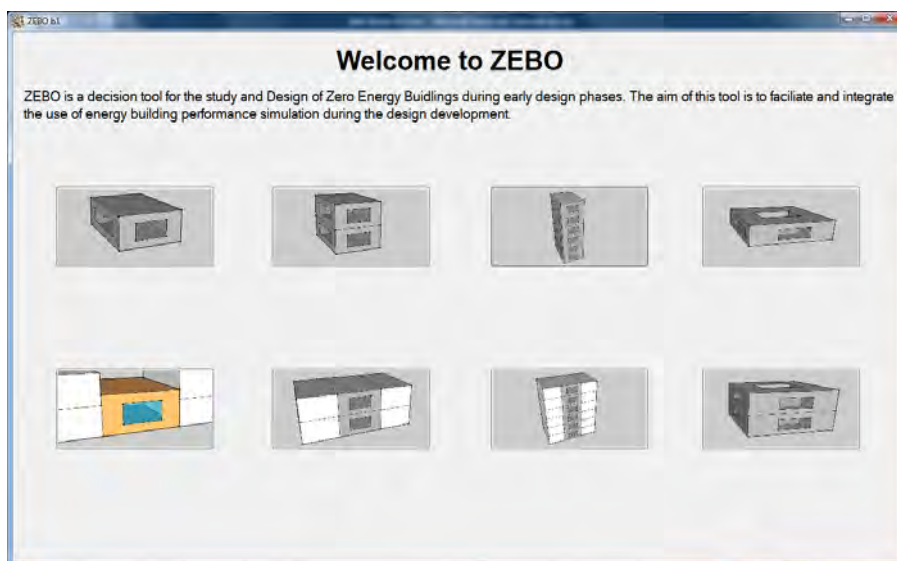 ZEBO b1
Welcome to ZEBO
ZEBO is a decision tool for the study and Design of Zero Energy Buidlings during early design phases. The aim of this tool is to faciliate and integrate
the use of energy building performance simulation during the design development.